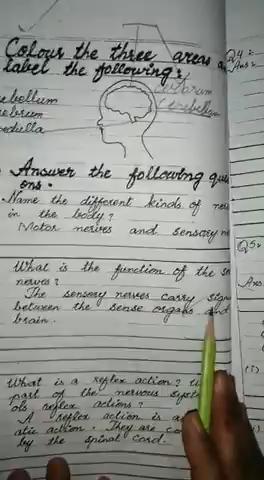 Colour the three areas
label the following:
Q4
Ans
ebellum
ebrum
edulla
Cerebellum
Answer the following ques
ons.
Name the different kinds of ne
in the body?
Motor nerves and sensory n
Q5
What is the function of the se
nerves?
Ans
The sensory nerves carry sign
between the sense organs and
brain.
What is a reflex action?
part of the nervous syst
ols reflex actions?
A reflex action is a
atic action. They are co
by the spinal cord.